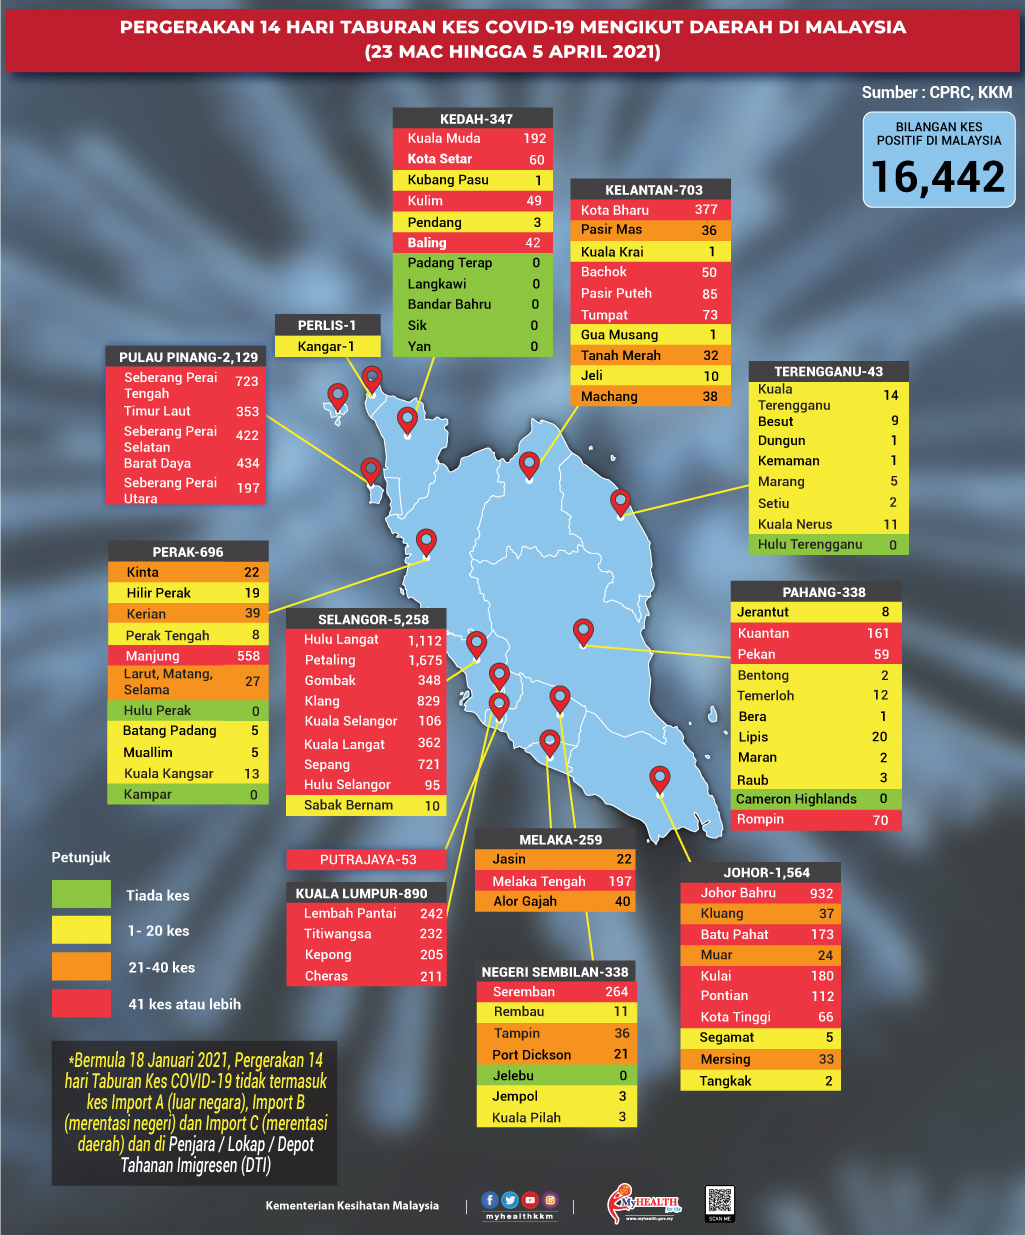 PERGERAKAN 14 HARI TABURAN KES COVID-19 MENGIKUT DAERAH DI MALAYSIA
(23 MAC HINGGA 5 APRIL 2021)
Sumber : CPRC, KKM
BILANGAN KES
POSITIF DI MALAYSIA
16,442
KEDAH-347
Kuala Muda 192
Kota Setar 60
Kubang Pasu 1
Kulim 49
Pendang 3
Baling 42
Padang Terap 0
Langkawi 0
Bandar Bahru 0
Sik 0
Yan 0
KELANTAN-703
Kota Bharu 377
Pasir Mas 36
Kuala Krai 1
Bachok 50
Pasir Puteh 85
Tumpat 73
Gua Musang 1
Tanah Merah 32
Jeli 10
Machang 38
PERLIS-1
Kangar-1
PULAU PINANG-2,129
Seberang Perai
Tengah 723
Timur Laut 353
Seberang Perai
Selatan 422
Barat Daya 434
Seberang Perai
Utara 197
TERENGGANU-43
Kuala
Terengganu 14
Besut 9
Dungun 1
Kemaman 1
Marang 5
Setiu 2
Kuala Nerus 11
Hulu Terengganu 0
PERAK-696
Kinta 22
Hilir Perak 19
Kerian 39
Perak Tengah 8
Manjung 558
Larut, Matang,
Selama 27
Hulu Perak 0
Batang Padang 5
Muallim 5
Kuala Kangsar 13
Kampar 0
SELANGOR-5,258
Hulu Langat 1,112
Petaling 1,675
Gombak 348
Klang 829
Kuala Selangor 106
Kuala Langat 362
Sepang 721
Hulu Selangor 95
Sabak Bernam 10
PAHANG-338
Jerantut 8
Kuantan 161
Pekan 59
Bentong 2
Temerloh 12
Bera 1
Lipis 20
Maran 2
Raub 3
Cameron Highlands 0
Rompin 70
PUTRAJAYA-53
KUALA LUMPUR-890
Lembah Pantai 242
Titiwangsa 232
Kepong 205
Cheras 211
MELAKA-259
Jasin 22
Melaka Tengah 197
Alor Gajah 40
NEGERI SEMBILAN-338
Seremban 264
Rembau 11
Tampin 36
Port Dickson 21
Jelebu 0
Jempol 3
Kuala Pilah 3
JOHOR-1,564
Johor Bahru 932
Kluang 37
Batu Pahat 173
Muar 24
Kulai 180
Pontian 112
Kota Tinggi 66
Segamat 5
Mersing 33
Tangkak 2
Petunjuk
Tiada kes
1- 20 kes
21-40 kes
41 kes atau lebih
*Bermula 18 Januari 2021, Pergerakan 14
hari Taburan Kes COVID-19 tidak termasuk
kes Import A (luar negara), Import B
(merentasi negeri) dan Import C (merentasi
daerah) dan di Penjara / Lokap / Depot
Tahanan Imigresen (DTI)
Kementerian Kesihatan Malaysia
myhealthkkm
MyHEALTH
for life
www.myhealth.gov.my
SCAN ME